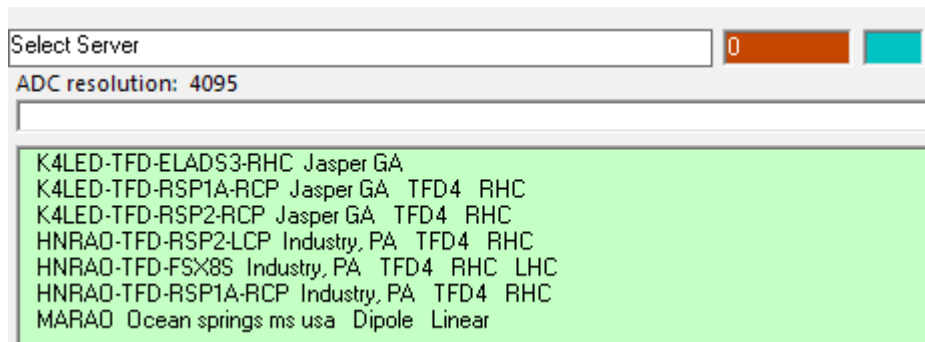 Select Server
0
ADC resolution: 4095
K4LED-TFD-ELADS3-RHC Jasper GA
K4LED-TFD-RSP1A-RCP Jasper GA TFD4 RHC
K4LED-TFD-RSP2-RCP Jasper GA TFD4 RHC
HNRAO-TFD-RSP2-LCP Industry, PA TFD4 RHC
HNRAO-TFD-FSX8S Industry, PA TFD4 RHC LHC
HNRAO-TFD-RSP1A-RCP Industry, PA TFD4 RHC
MARAO Ocean springs ms usa Dipole Linear